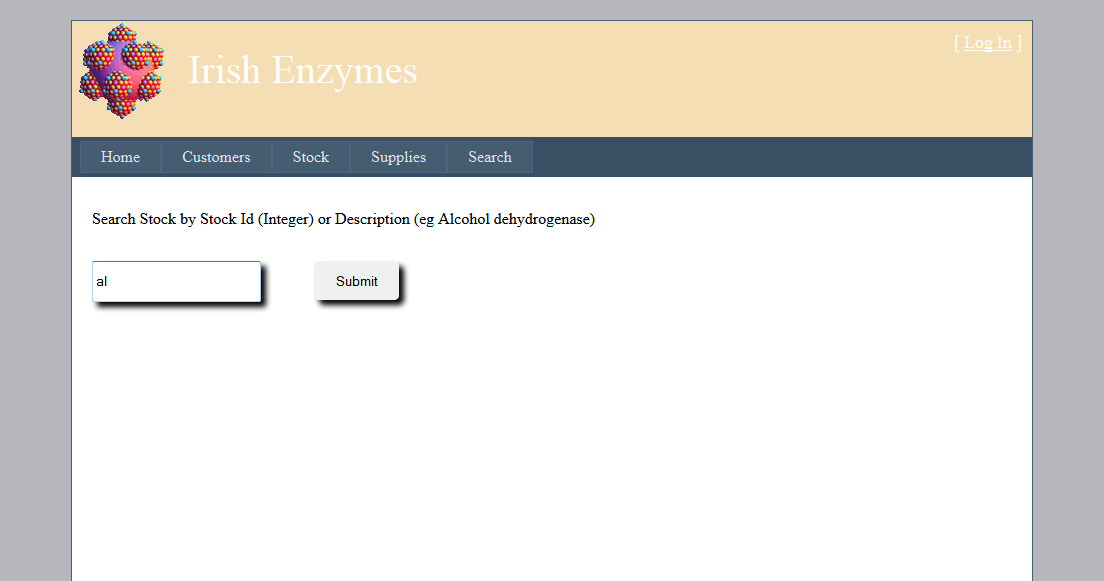 Irish Enzymes
[ Log In ]
Home Customers Stock Supplies Search
Search Stock by Stock Id (Integer) or Description (eg Alcohol dehydrogenase)
al Submit